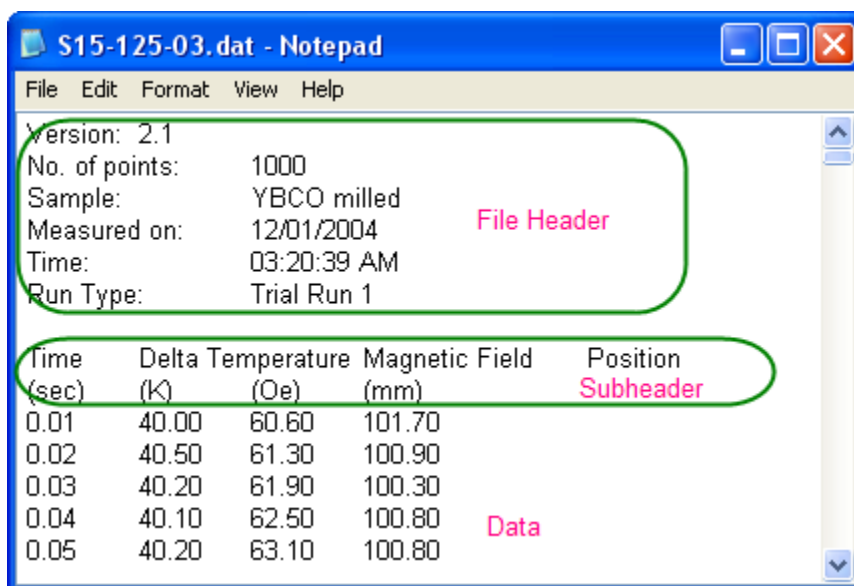 S15-125-03.dat - Notepad
File Edit Format View Help
Version: 2.1
No. of points: 1000
Sample: YBCO milled
Measured on: 12/01/2004
File Header
Time: 03:20:39 AM
Run Type: Trial Run 1
Time Delta Temperature Magnetic Field Position
(sec) (K) (Oe) (mm) Subheader
0.01 40.00 60.60 101.70
0.02 40.50 61.30 100.90
0.03 40.20 61.90 100.30
0.04 40.10 62.50 100.80 Data
0.05 40.20 63.10 100.80